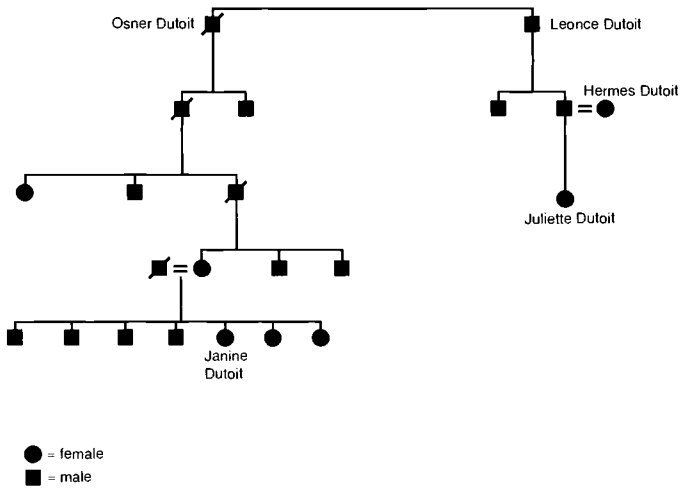 Osner Dutoit
Leonce Dutoit
Hermes Dutoit
Juliette Dutoit
Janine
Dutoit
= female
= male